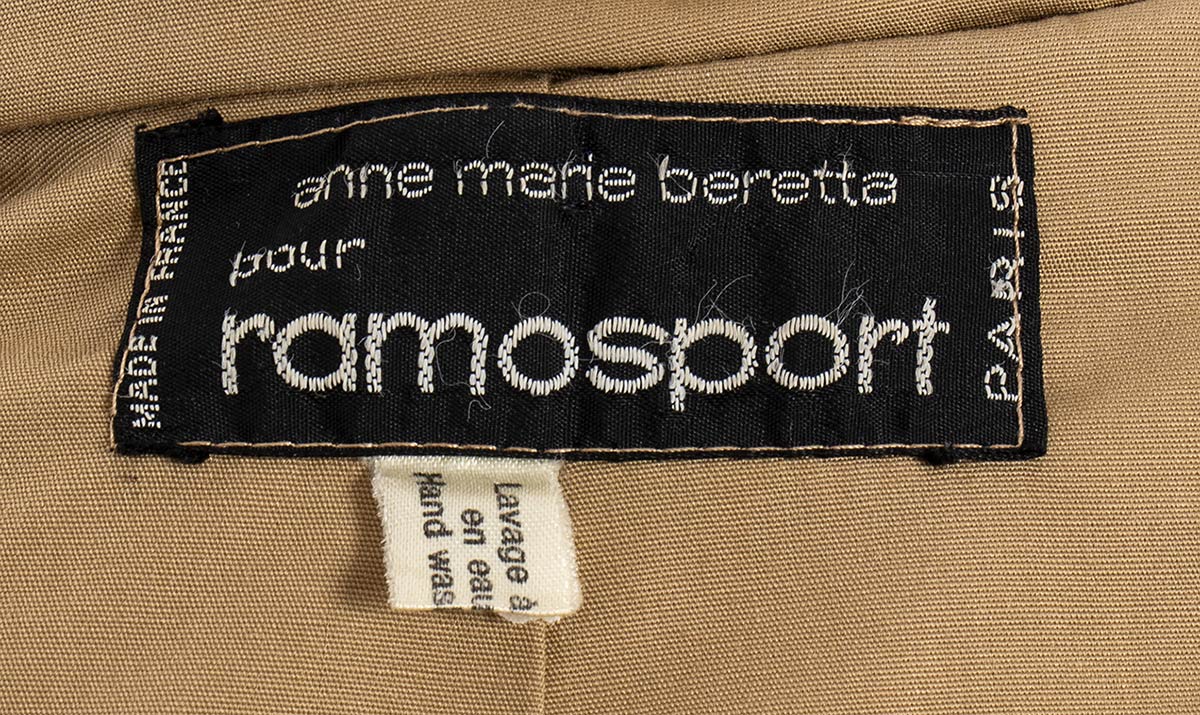 anne marie beretta
pour
ramosport
MADE IN FRANCE
PARIS
Lavage à
en eau
Hand was